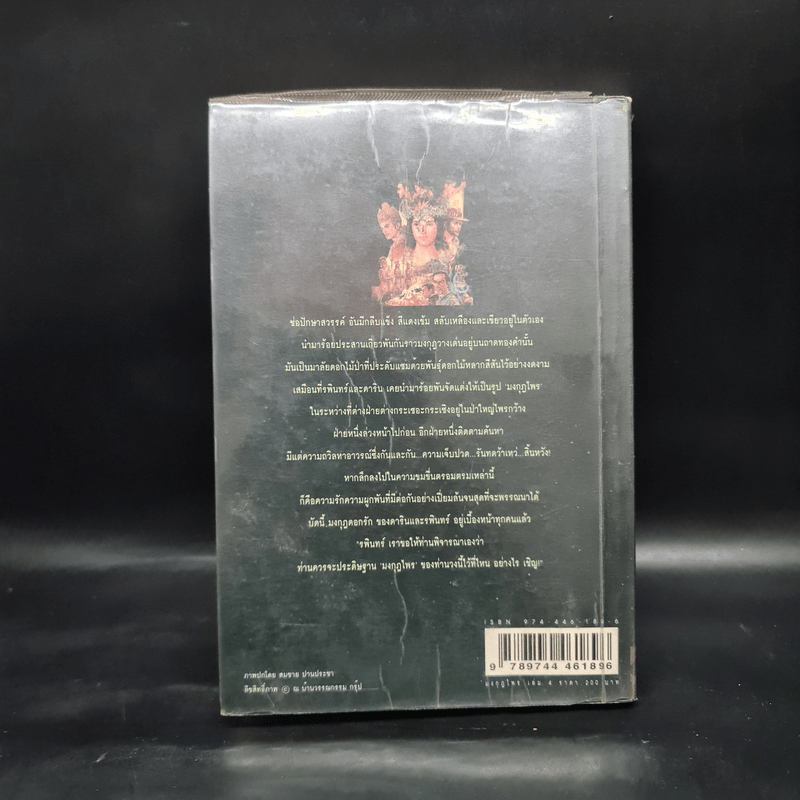 ช่อปักษาสวรรค์ อันมีกลีบแข็ง สีแดงเข้ม สลับเหลืองและเขียวอยู่ในตัวเอง
นำมาร้อยประสานเกี่ยวพันกันราวมงกุฎวางเด่นอยู่บนถาดทองคำนั้น
มันเป็นมาลัยดอกไม้ป่าที่ประดับแซมด้วยพันธุ์ดอกไม้หลากสีสันไว้อย่างงดงาม
เสมือนที่รพินทร์และดาริน เคยนำมาร้อยพันจัดแต่งให้เป็นรูป 'มงกุฎไพร'
ในระหว่างที่ต่างฝ่ายต่างกระเซอะกระเซิงอยู่ในป่าใหญ่ไพรกว้าง
ฝ่ายหนึ่งล่วงหน้าไปก่อน อีกฝ่ายหนึ่งติดตามค้นหา
มีแต่ความถวิลหาอาวรณ์ซึ่งกันและกัน...ความเจ็บปวด...รันทดว้าเหว่...สิ้นหวัง!
หากลึกลงไปในความขมขื่นตรอมตรมเหล่านี้
ก็คือความรักความผูกพันที่มีต่อกันอย่างเปี่ยมล้นจนสุดที่จะพรรณนาได้
บัดนี้ มงกุฎดอกรัก ของดารินและรพินทร์ อยู่เบื้องหน้าทุกคนแล้ว
"รพินทร์ เราขอให้ท่านพิจารณาเองว่า
ท่านควรจะประดิษฐาน 'มงกุฎไพร' ของท่านวงนี้ไว้ที่ไหน อย่างไร เชิญ!"
ISBN 974-446-189-6
9 789744 461896
มงกุฎไพร เล่ม 4 ราคา 200 บาท
ภาพปกโดย สมชาย ปานประชา
ลิขสิทธิ์ภาพ © ณ บ้านวรรณกรรม กรุ๊ป